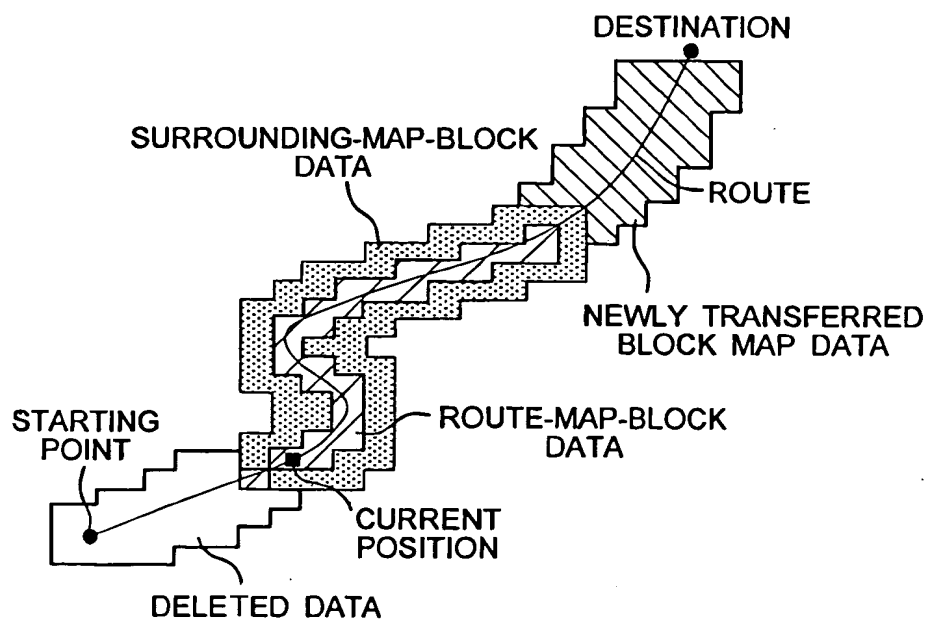 DESTINATION
SURROUNDING-MAP-BLOCK
DATA
ROUTE
NEWLY TRANSFERRED
BLOCK MAP DATA
STARTING
POINT
ROUTE-MAP-BLOCK
DATA
CURRENT
POSITION
DELETED DATA